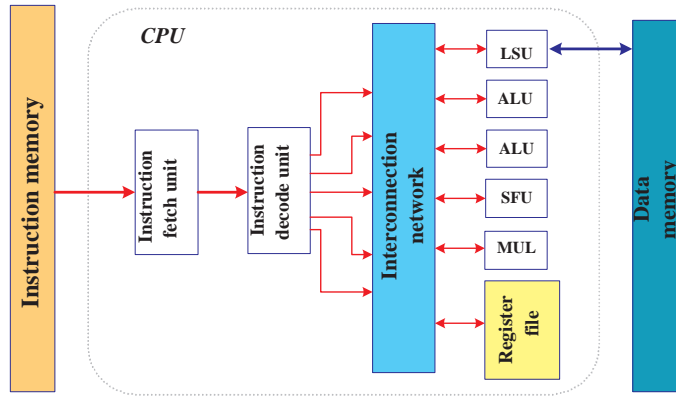 CPU
Instruction memory
Instruction
fetch unit
Instruction
decode unit
Interconnection
network
LSU
ALU
ALU
SFU
MUL
Register
file
Data
memory